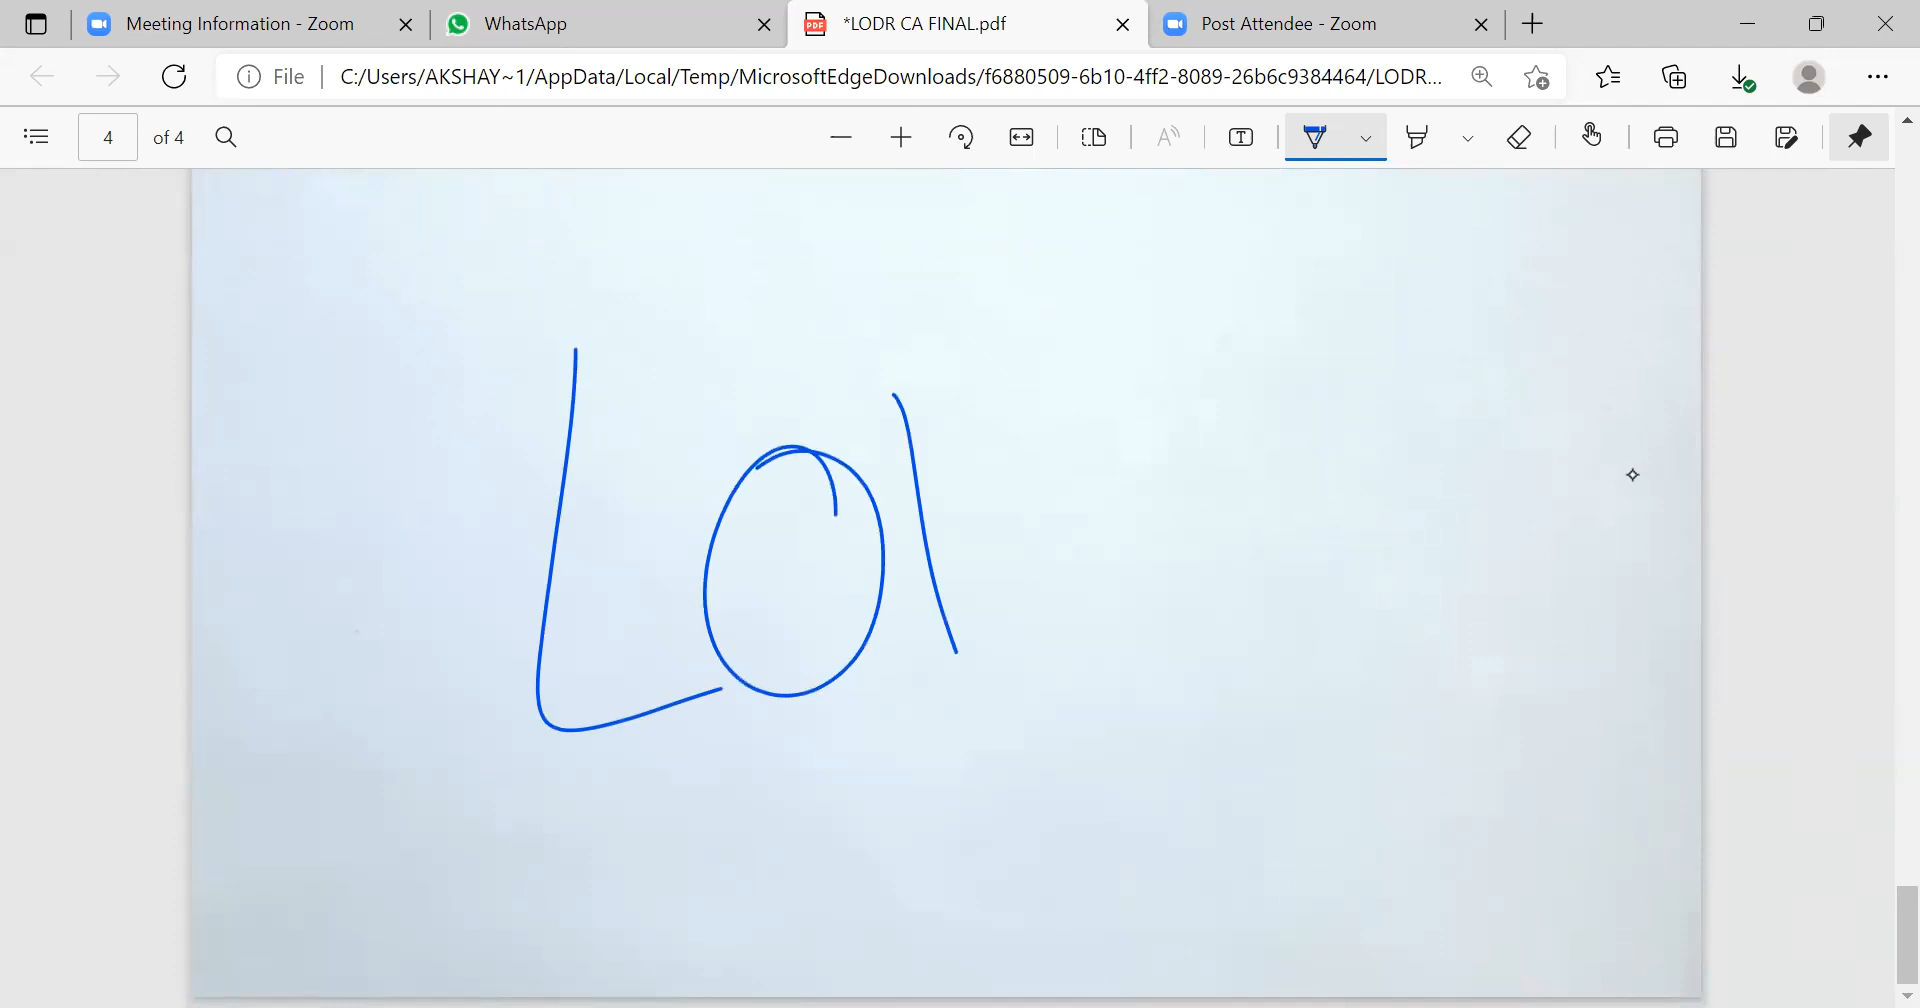 Meeting Information - Zoom
WhatsApp
*LODR CA FINAL.pdf
Post Attendee - Zoom
File
C:/Users/AKSHAY~1/AppData/Local/Temp/MicrosoftEdgeDownloads/f6880509-6b10-4ff2-8089-26b6c9384464/LODR...
4
of 4
LOI